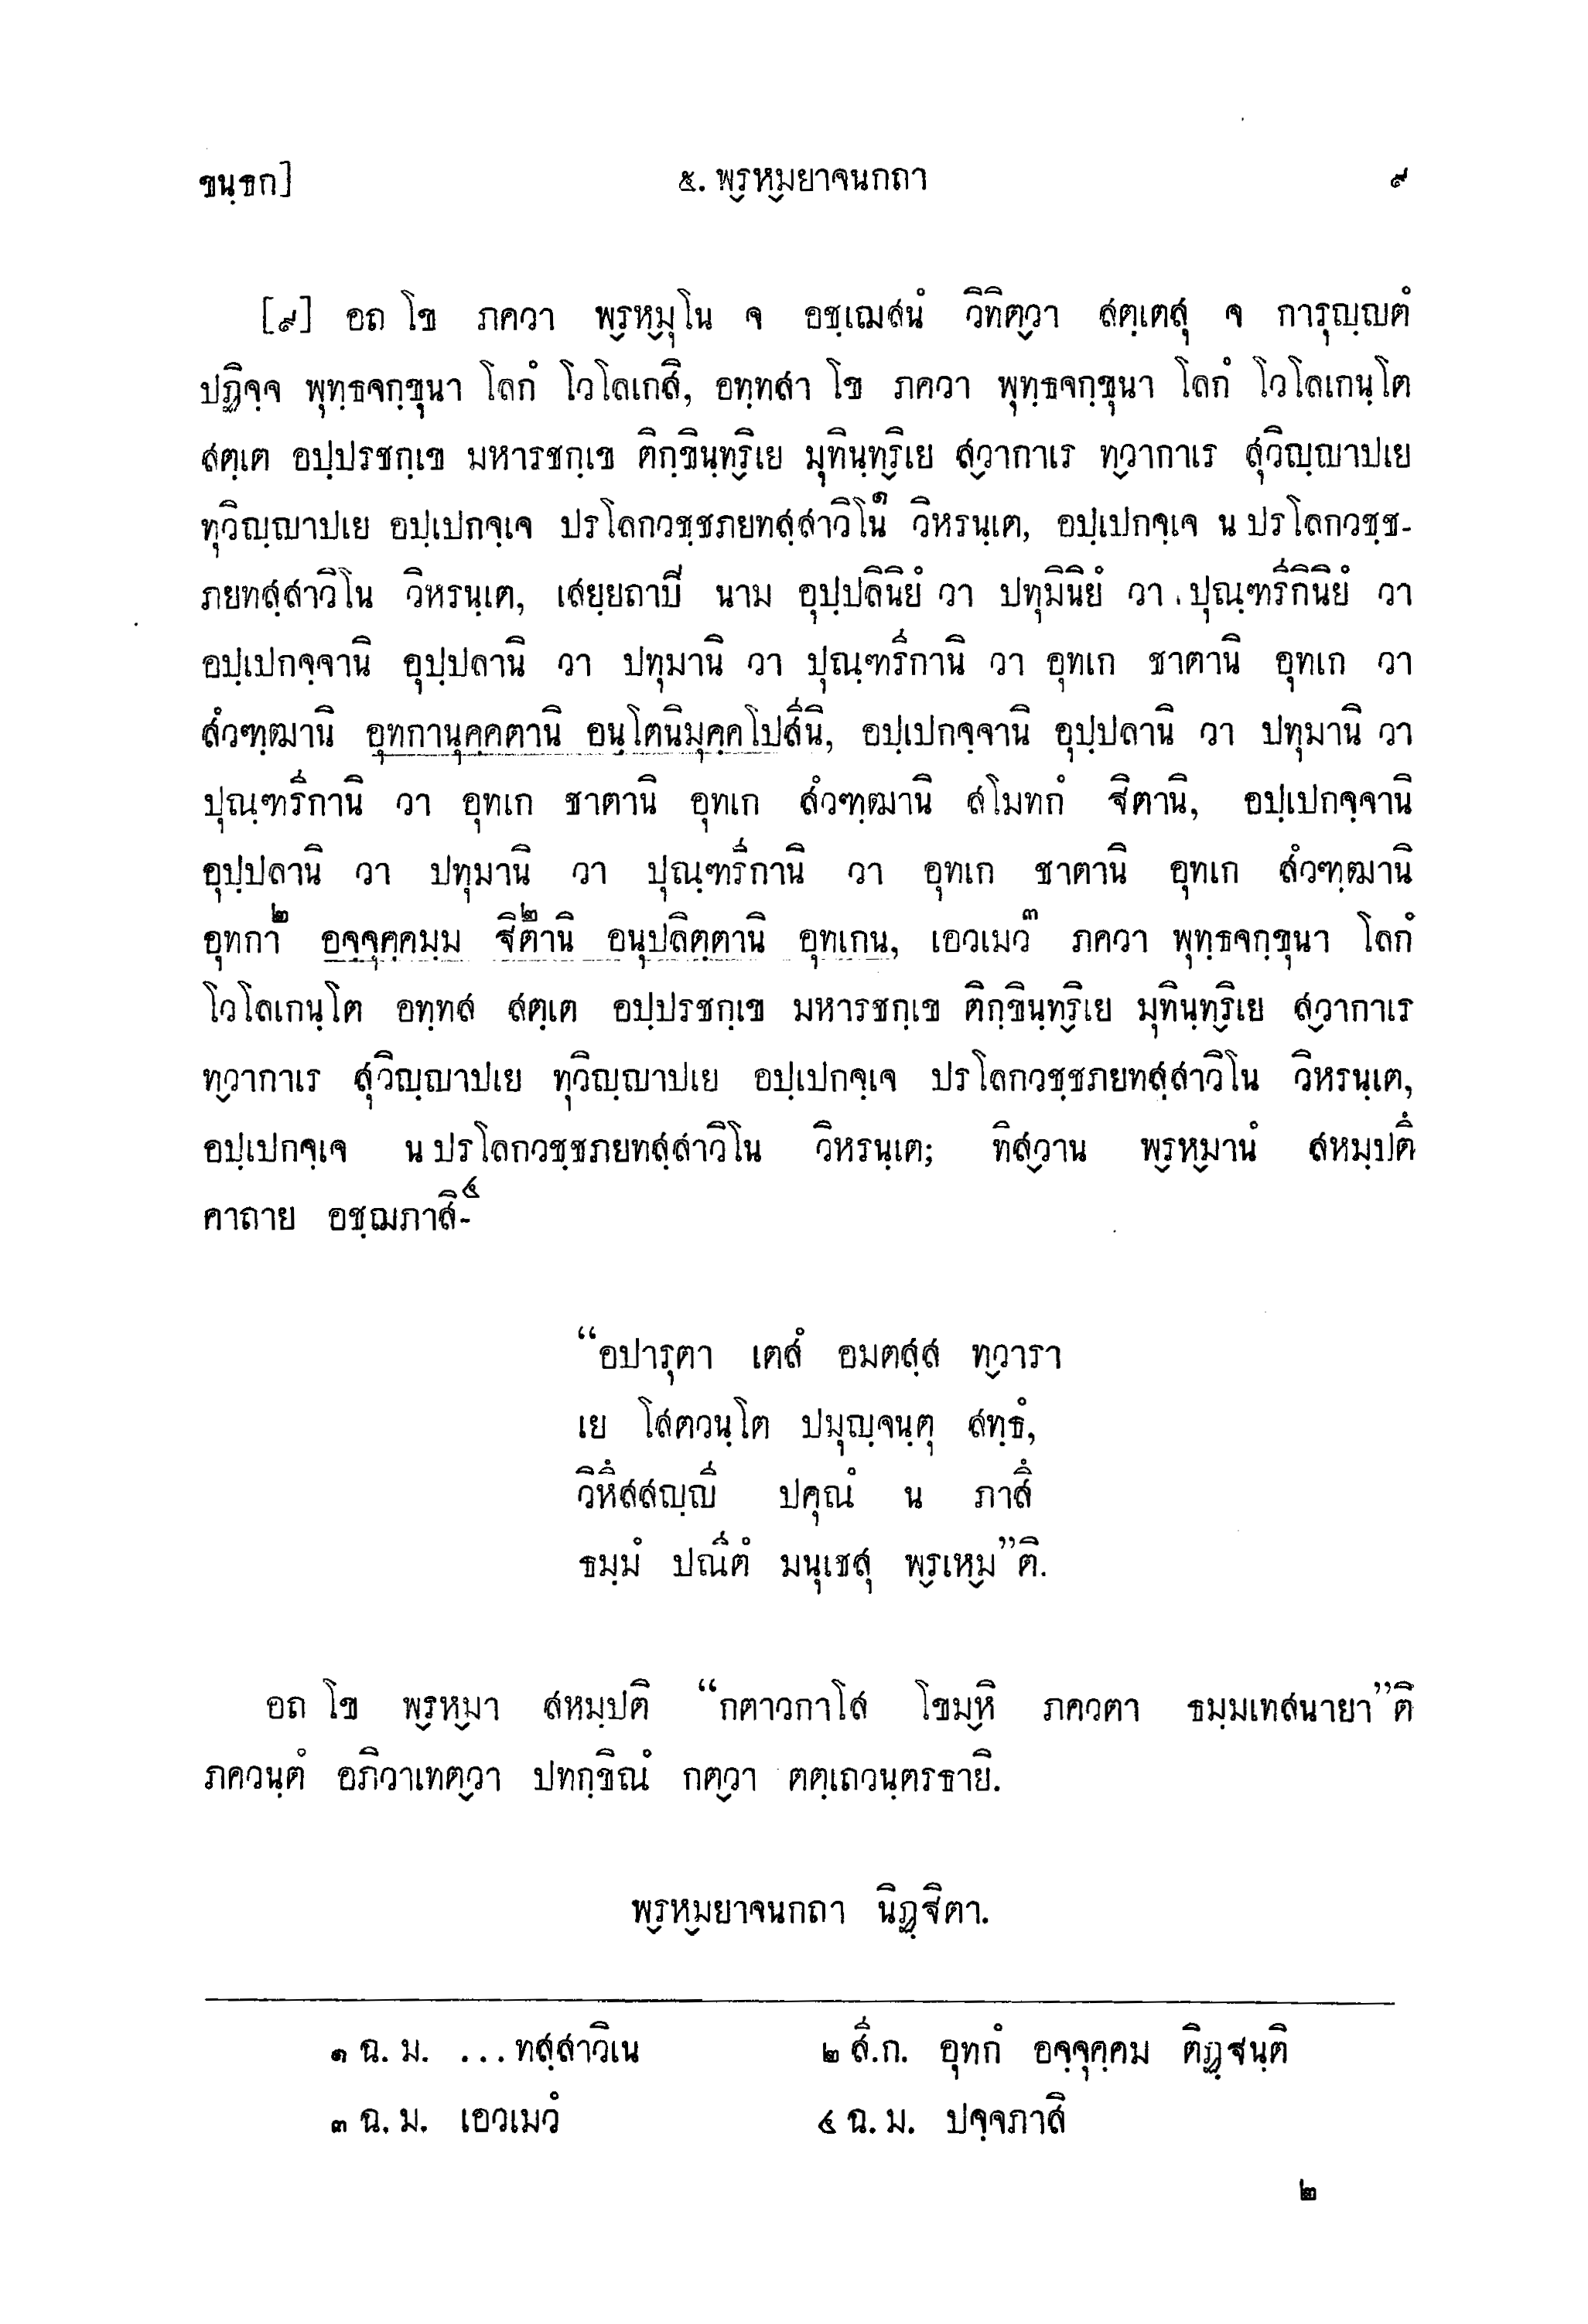 ขนฺธก]
๕. พฺรหฺมยาจนกถา
๙
[๙] อถ โข ภควา พฺรหฺมุโน จ อชฺเฌสนํ วิทิตฺวา สตฺเตสุ จ การุญฺญตํ
ปฏิจฺจ พุทฺธจกฺขุนา โลกํ โวโลเกสิ, อทฺทสา โข ภควา พุทฺธจกฺขุนา โลกํ โวโลเกนฺโต
สตฺเต อปฺปรชกฺเข มหารชกฺเข ติกฺขินฺทฺริเย มุทินฺทฺริเย สฺวากาเร ทฺวากาเร สุวิญฺญาปเย
ทุวิญฺญาปเย อปฺเปกจฺเจ ปรโลกวชฺชภยทสฺสาวิโน๑ วิหรนฺเต, อปฺเปกจฺเจ น ปรโลกวชฺช-
ภยทสฺสาวิโน วิหรนฺเต, เสยฺยถาปี นาม อุปฺปลินิยํ วา ปทุมินิยํ วา ปุณฺฑรีกินิยํ วา
อปฺเปกจฺจานิ อุปฺปลานิ วา ปทุมานิ วา ปุณฺฑรีกานิ วา อุทเก ชาตานิ อุทเก วา
สํวฑฺฒานิ อุทกานุคฺคตานิ อนฺโตนิมุคฺคโปสีนิ, อปฺเปกจฺจานิ อุปฺปลานิ วา ปทุมานิ วา
ปุณฺฑรีกานิ วา อุทเก ชาตานิ อุทเก สํวฑฺฒานิ สโมทกํ ฐิตานิ, อปฺเปกจฺจานิ
อุปฺปลานิ วา ปทุมานิ วา ปุณฺฑรีกานิ วา อุทเก ชาตานิ อุทเก สํวฑฺฒานิ
อุทกา๒ อจฺจุคฺคมฺม ฐิตานิ๒ อนุปลิตฺตานิ อุทเกน, เอวเมว๓ ภควา พุทฺธจกฺขุนา โลกํ
โวโลเกนฺโต อทฺทส สตฺเต อปฺปรชกฺเข มหารชกฺเข ติกฺขินฺทฺริเย มุทินฺทฺริเย สฺวากาเร
ทฺวากาเร สุวิญฺญาปเย ทุวิญฺญาปเย อปฺเปกจฺเจ ปรโลกวชฺชภยทสฺสาวิโน วิหรนฺเต,
อปฺเปกจฺเจ น ปรโลกวชฺชภยทสฺสาวิโน วิหรนฺเต; ทิสฺวาน พฺรหฺมานํ สหมฺปตึ
คาถาย อชฺฌภาสิ-๔
“อปารุตา เตสํ อมตสฺส ทฺวารา
เย โสตวนฺโต ปมุญฺจนฺตุ สทฺธํ,
วิหึสสญฺญี ปคุณํ น ภาสึ
ธมฺมํ ปณีตํ มนุเชสุ พฺรเหฺม”ติ.
อถ โข พฺรหฺมา สหมฺปติ “กตาวกาโส โขมฺหิ ภควตา ธมฺมเทสนายา”ติ
ภควนฺตํ อภิวาเทตฺวา ปทกฺขิณํ กตฺวา ตตฺเถวนฺตรธายิ.
พฺรหฺมยาจนกถา นิฏฺฐิตา.
๑ ฉ. ม. ...ทสฺสาวิเน
๒ สี.ก. อุทกํ อจฺจุคฺคม ติฏฺฐนฺติ
๓ ฉ. ม. เอวเมวํ
๔ ฉ. ม. ปจฺจภาสิ
๒